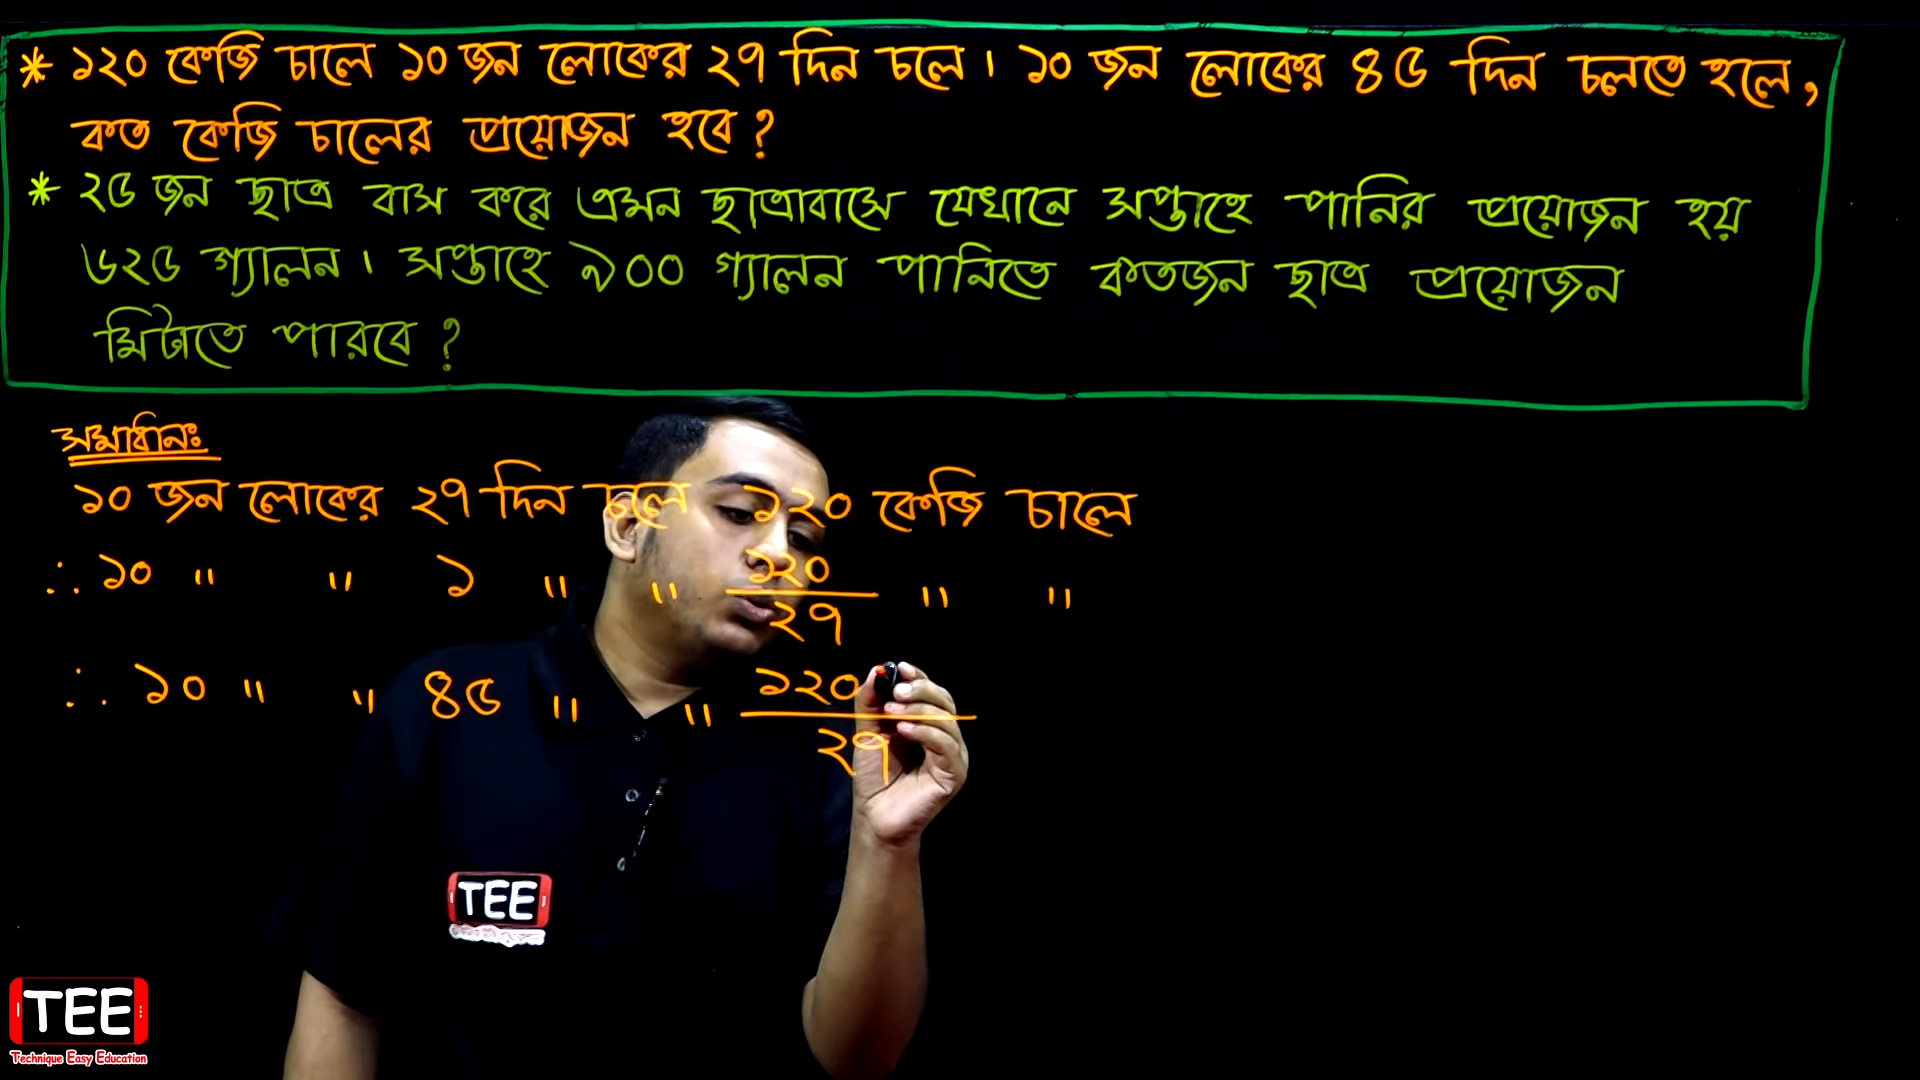 * ১২০ কেজি চালে ১০ জন লোকের ২৭ দিন চলে। ১০ জন লোকের ৪৫ দিন চলতে হলে,
কত কেজি চালের প্রয়োজন হবে?
* ২৫ জন ছাত্র বাস করে এমন ছাত্রাবাসে যেখানে সপ্তাহে পানির প্রয়োজন হয়
৬২৫ গ্যালন। সপ্তাহে ৯০০ গ্যালন পানিতে কতজন ছাত্র প্রয়োজন
মিটাতে পারবে?
সমাধানঃ
১০ জন লোকের ২৭ দিন চলে ১২০ কেজি চালে
∴ ১০ " " ১ " " ১২০/২৭ " "
∴ ১০ " " ৪৫ " " ১২০/২৭
TEE
TEE
Technique Easy Education